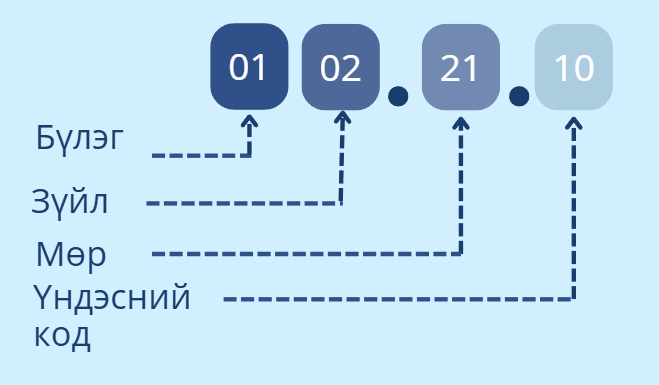 01 02 . 21 . 10
Бүлэг
Зүйл
Мөр
Үндэсний
код